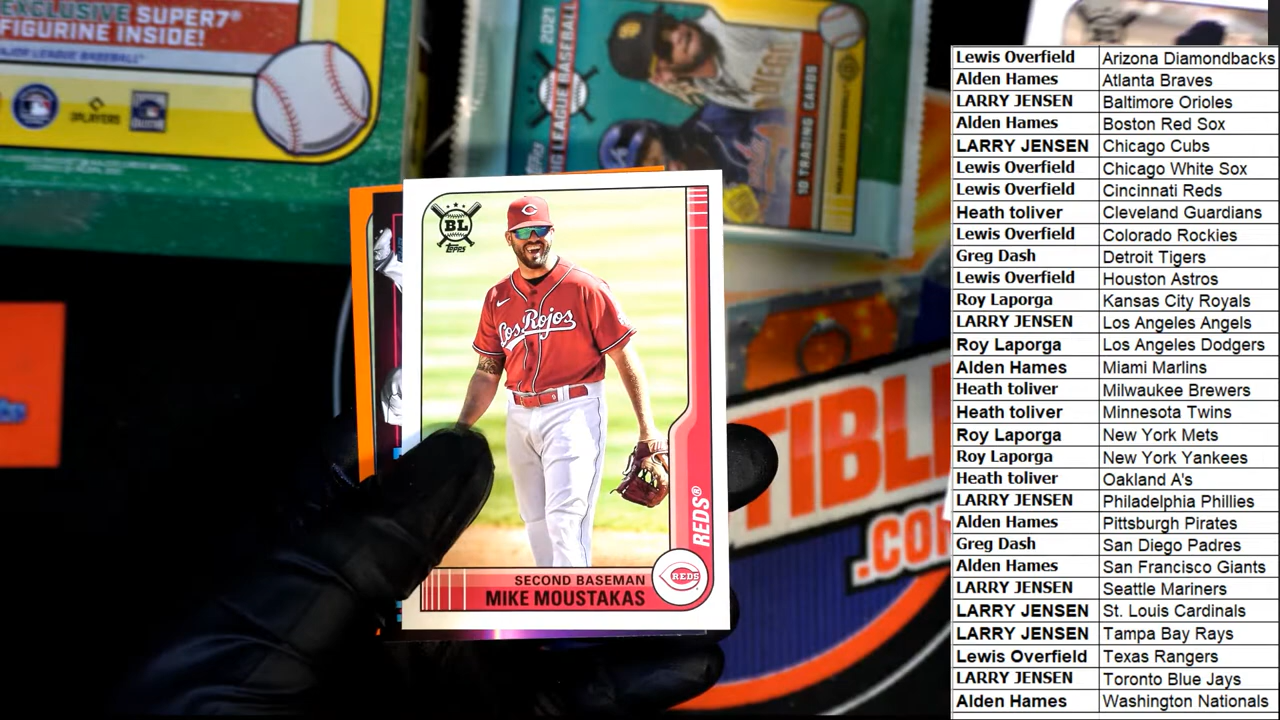 EXCLUSIVE SUPER7®
FIGURINE INSIDE!
MAJOR LEAGUE BASEBALL™
2021
BIG LEAGUE BASEBALL
Topps
10 TRADING CARDS
BL
TOPPS
Los Rojos
REDS®
REDS
SECOND BASEMAN
MIKE MOUSTAKAS
TIBL
.CO
Lewis Overfield Arizona Diamondbacks
Alden Hames Atlanta Braves
LARRY JENSEN Baltimore Orioles
Alden Hames Boston Red Sox
LARRY JENSEN Chicago Cubs
Lewis Overfield Chicago White Sox
Lewis Overfield Cincinnati Reds
Heath toliver Cleveland Guardians
Lewis Overfield Colorado Rockies
Greg Dash Detroit Tigers
Lewis Overfield Houston Astros
Roy Laporga Kansas City Royals
LARRY JENSEN Los Angeles Angels
Roy Laporga Los Angeles Dodgers
Alden Hames Miami Marlins
Heath toliver Milwaukee Brewers
Heath toliver Minnesota Twins
Roy Laporga New York Mets
Roy Laporga New York Yankees
Heath toliver Oakland A's
LARRY JENSEN Philadelphia Phillies
Alden Hames Pittsburgh Pirates
Greg Dash San Diego Padres
Alden Hames San Francisco Giants
LARRY JENSEN Seattle Mariners
LARRY JENSEN St. Louis Cardinals
LARRY JENSEN Tampa Bay Rays
Lewis Overfield Texas Rangers
LARRY JENSEN Toronto Blue Jays
Alden Hames Washington Nationals